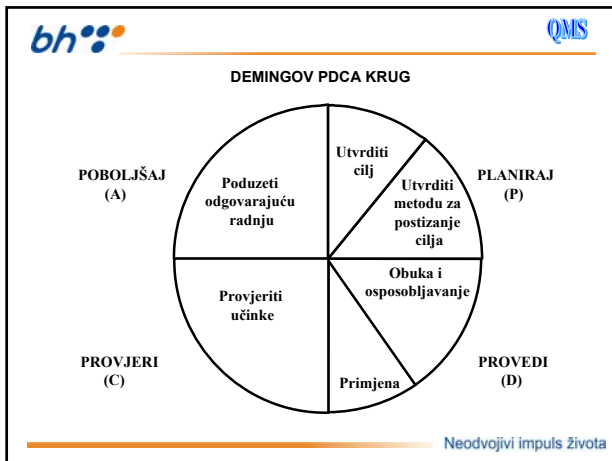 bh
QMS
DEMINGOV PDCA KRUG
POBOLJŠAJ
(A)
Poduzeti
odgovarajuću
radnju
Utvrditi
cilj
Utvrditi
metodu za
postizanje
cilja
PLANIRAJ
(P)
Provjeriti
učinke
Obuka i
osposobljavanje
Primjena
PROVJERI
(C)
PROVEDI
(D)
Neodvojivi impuls života